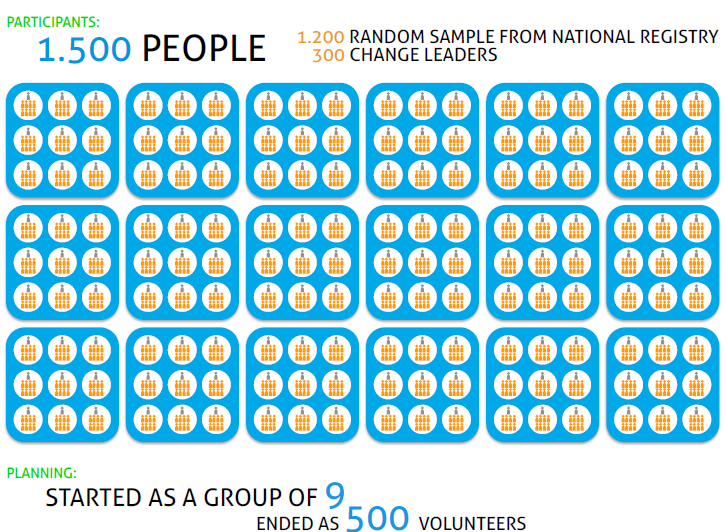 PARTICIPANTS:
1.500 PEOPLE
1.200 RANDOM SAMPLE FROM NATIONAL REGISTRY
300 CHANGE LEADERS
PLANNING:
STARTED AS A GROUP OF 9
ENDED AS 500 VOLUNTEERS